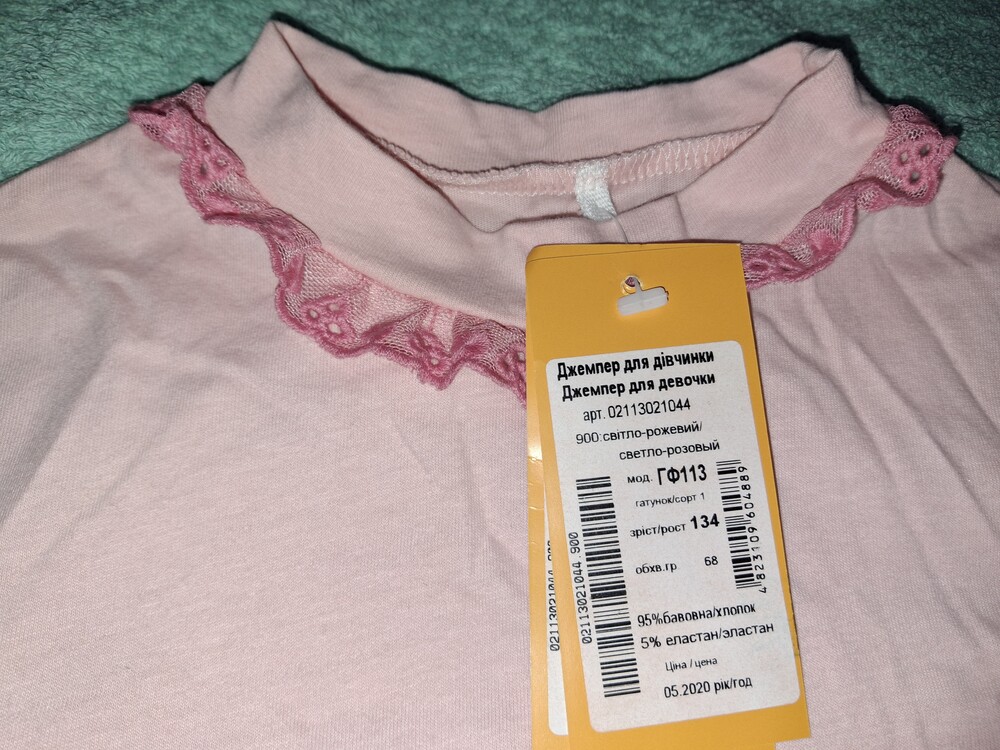 Джемпер для дівчинки
Джемпер для девочки
арт. 02113021044
900:світло-рожевий/
светло-розовый
мод. ГФ113
гатунок/сорт 1
зріст/рост 134
обхв.гр 68
95%бавовна/хлопок
5% еластан/эластан
Ціна / цена
05.2020 рік/год
02113021044.900
4823109604889
02113021044